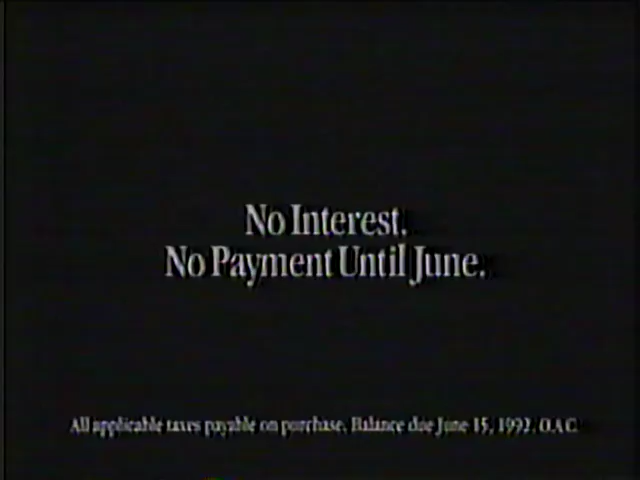 No Interest.
No Payment Until June.
All applicable taxes payable on purchase. Balance due June 15, 1992. O.A.C.